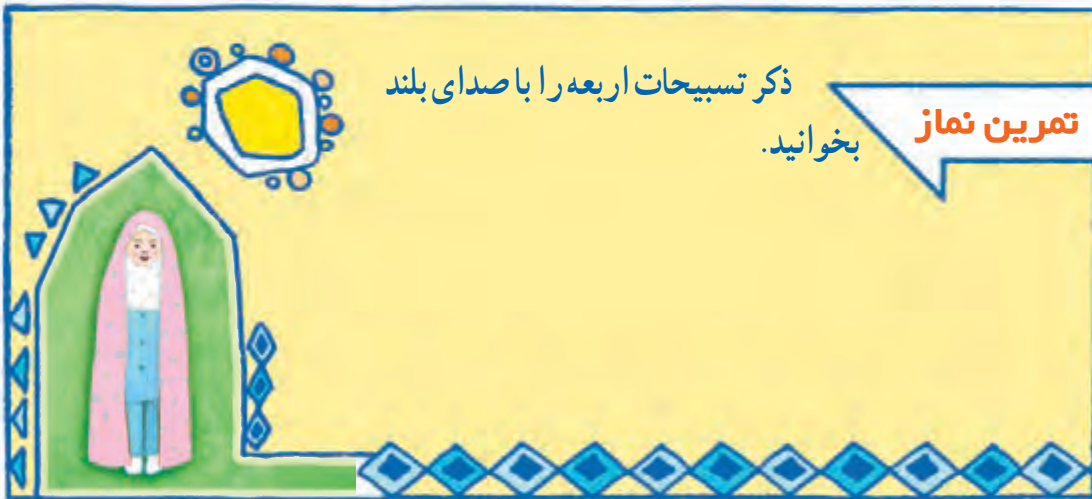 تمرین نماز
ذکر تسبیحات اربعه را با صدای بلند
بخوانید.